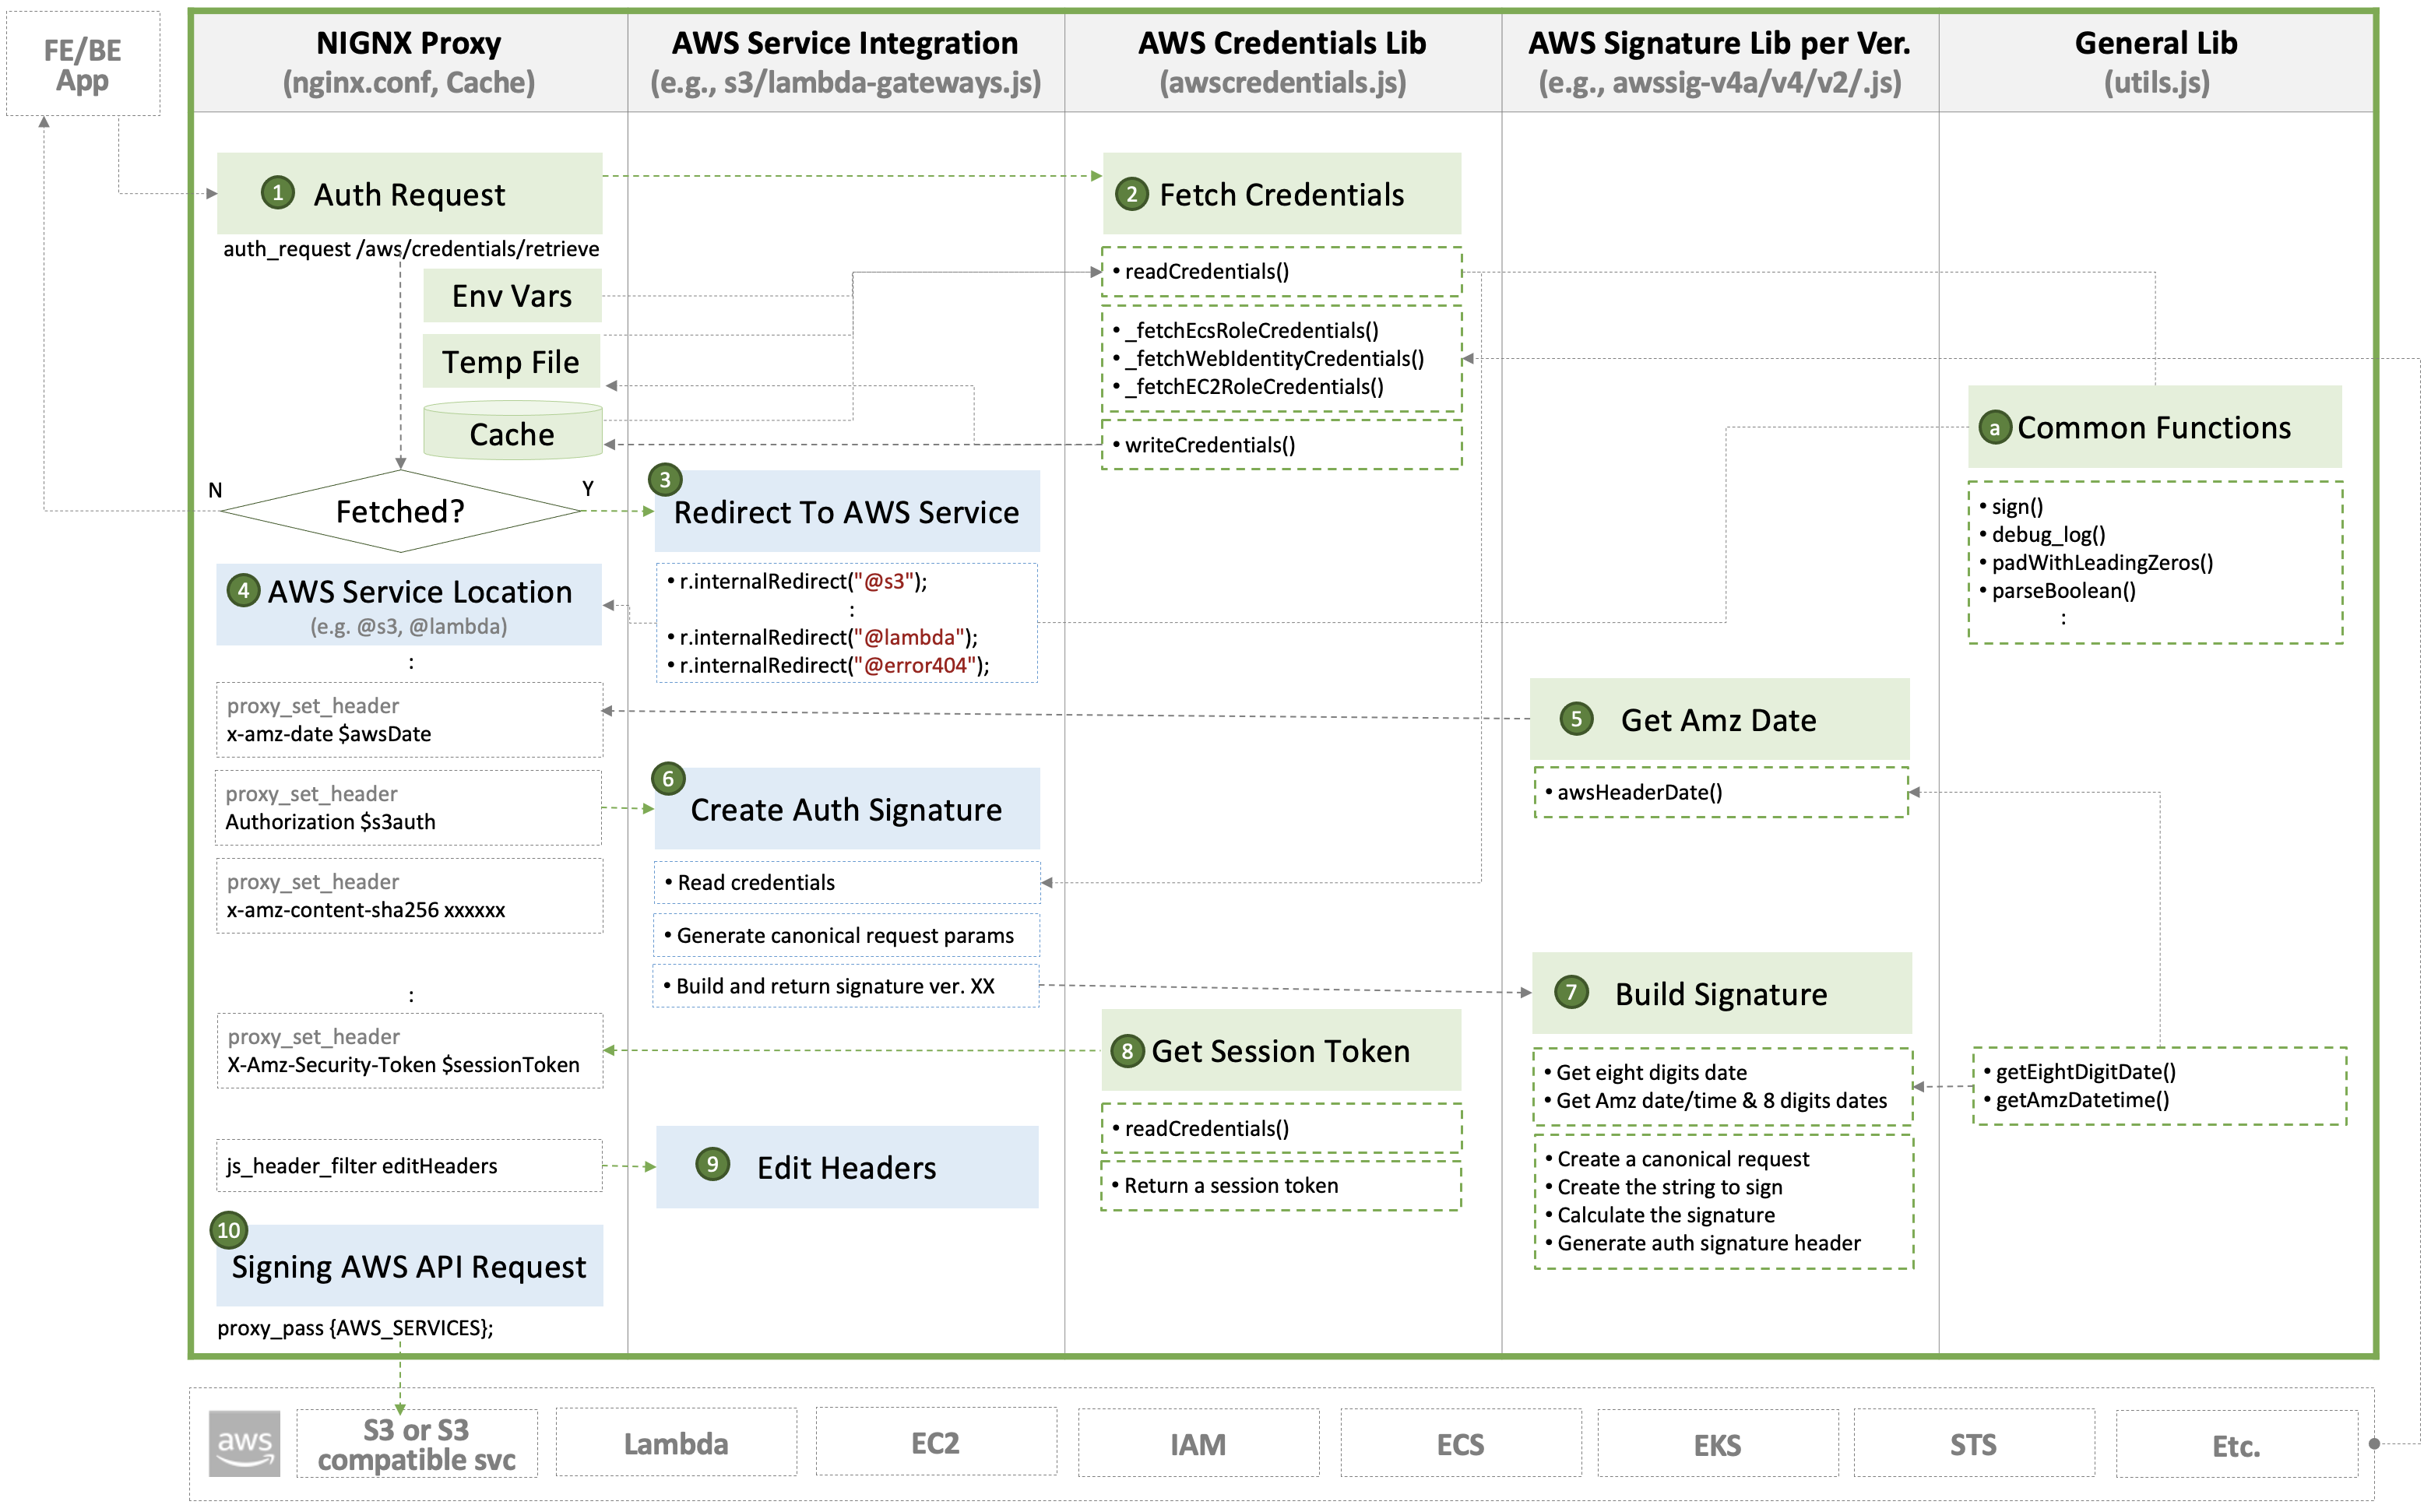 FE/BE
App
NIGNX Proxy
(nginx.conf, Cache)
AWS Service Integration
(e.g., s3/lambda-gateways.js)
AWS Credentials Lib
(awscredentials.js)
AWS Signature Lib per Ver.
(e.g., awssig-v4a/v4/v2/.js)
General Lib
(utils.js)
1 Auth Request
auth_request /aws/credentials/retrieve
Env Vars
Temp File
Cache
N
Y
Fetched?
2 Fetch Credentials
• readCredentials()
• _fetchEcsRoleCredentials()
• _fetchWebIdentityCredentials()
• _fetchEC2RoleCredentials()
• writeCredentials()
a Common Functions
• sign()
• debug_log()
• padWithLeadingZeros()
• parseBoolean()
:
3
Redirect To AWS Service
• r.internalRedirect("@s3");
:
• r.internalRedirect("@lambda");
• r.internalRedirect("@error404");
4 AWS Service Location
(e.g. @s3, @lambda)
:
proxy_set_header
x-amz-date $awsDate
5 Get Amz Date
• awsHeaderDate()
proxy_set_header
Authorization $s3auth
6
Create Auth Signature
• Read credentials
• Generate canonical request params
• Build and return signature ver. XX
proxy_set_header
x-amz-content-sha256 xxxxxx
:
7 Build Signature
• Get eight digits date
• Get Amz date/time & 8 digits dates
• Create a canonical request
• Create the string to sign
• Calculate the signature
• Generate auth signature header
• getEightDigitDate()
• getAmzDatetime()
proxy_set_header
X-Amz-Security-Token $sessionToken
8 Get Session Token
• readCredentials()
• Return a session token
js_header_filter editHeaders
9 Edit Headers
10
Signing AWS API Request
proxy_pass {AWS_SERVICES};
aws
S3 or S3
compatible svc
Lambda
EC2
IAM
ECS
EKS
STS
Etc.